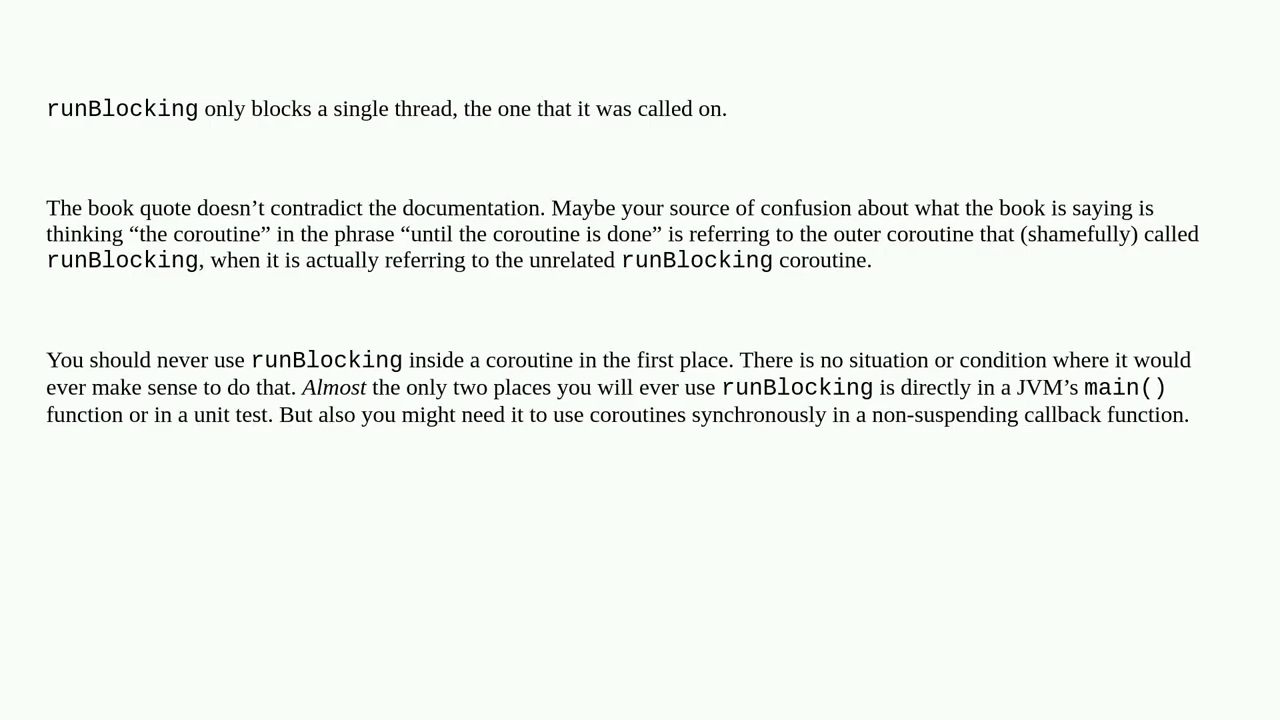 runBlocking only blocks a single thread, the one that it was called on.
The book quote doesn’t contradict the documentation. Maybe your source of confusion about what the book is saying is
thinking “the coroutine” in the phrase “until the coroutine is done” is referring to the outer coroutine that (shamefully) called
runBlocking, when it is actually referring to the unrelated runBlocking coroutine.
You should never use runBlocking inside a coroutine in the first place. There is no situation or condition where it would
ever make sense to do that. Almost the only two places you will ever use runBlocking is directly in a JVM’s main()
function or in a unit test. But also you might need it to use coroutines synchronously in a non-suspending callback function.